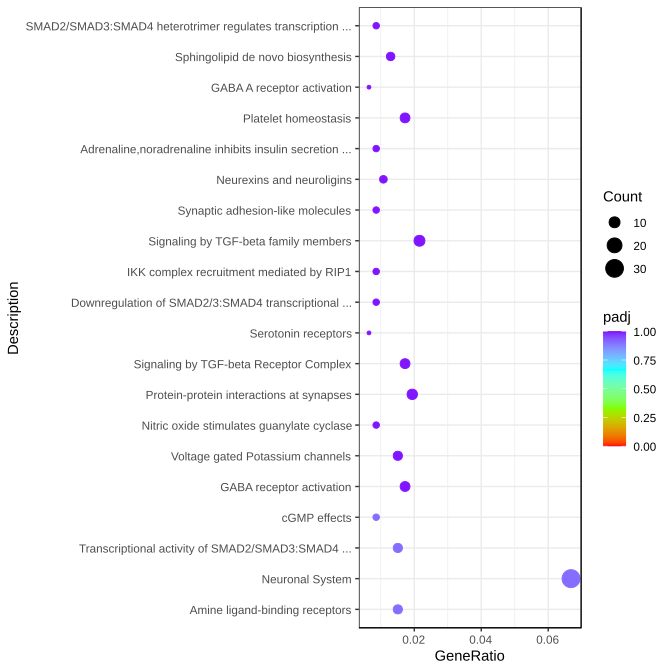 SMAD2/SMAD3:SMAD4 heterotrimer regulates transcription ...
Sphingolipid de novo biosynthesis
GABA A receptor activation
Platelet homeostasis
Adrenaline,noradrenaline inhibits insulin secretion ...
Neurexins and neuroligins
Synaptic adhesion-like molecules
Signaling by TGF-beta family members
IKK complex recruitment mediated by RIP1
Downregulation of SMAD2/3:SMAD4 transcriptional ...
Serotonin receptors
Signaling by TGF-beta Receptor Complex
Protein-protein interactions at synapses
Nitric oxide stimulates guanylate cyclase
Voltage gated Potassium channels
GABA receptor activation
cGMP effects
Transcriptional activity of SMAD2/SMAD3:SMAD4 ...
Neuronal System
Amine ligand-binding receptors
Description
0.02 0.04 0.06
GeneRatio
Count
10
20
30
padj
1.00
0.75
0.50
0.25
0.00